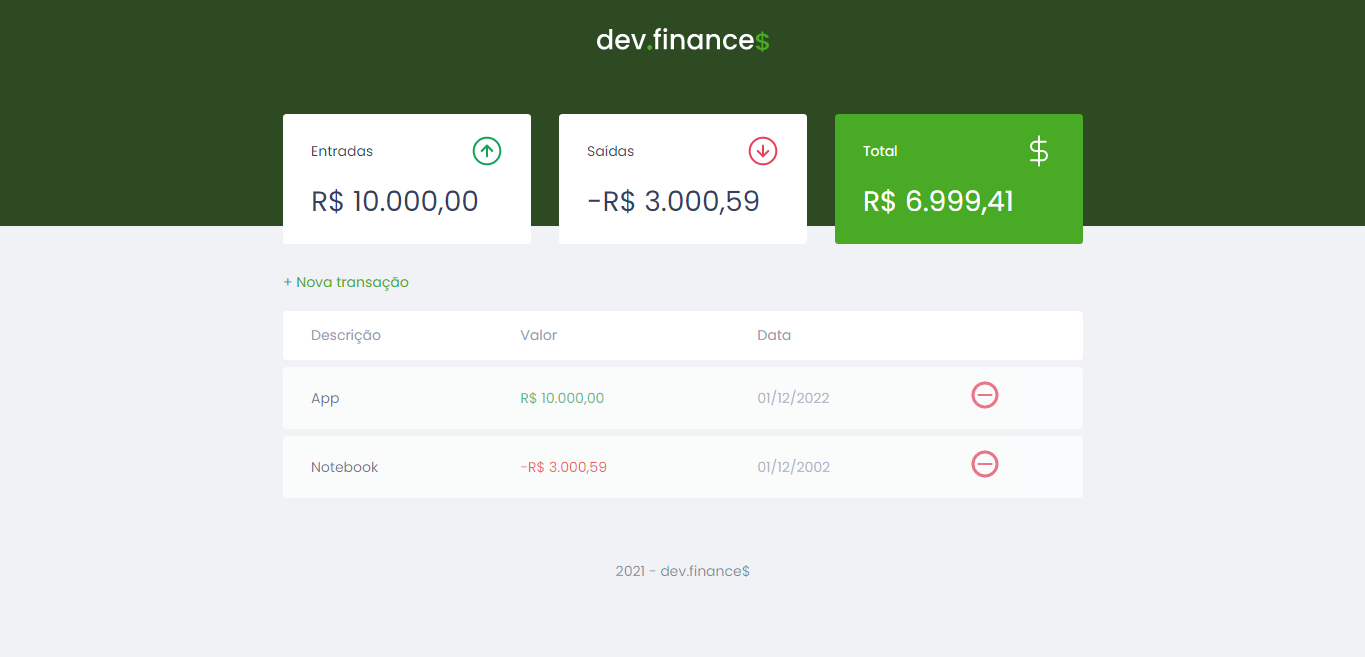 dev.finance$
Entradas
R$ 10.000,00
Saídas
-R$ 3.000,59
Total
$
R$ 6.999,41
+ Nova transação
Descrição Valor Data
App R$ 10.000,00 01/12/2022
Notebook -R$ 3.000,59 01/12/2002
2021 - dev.finance$